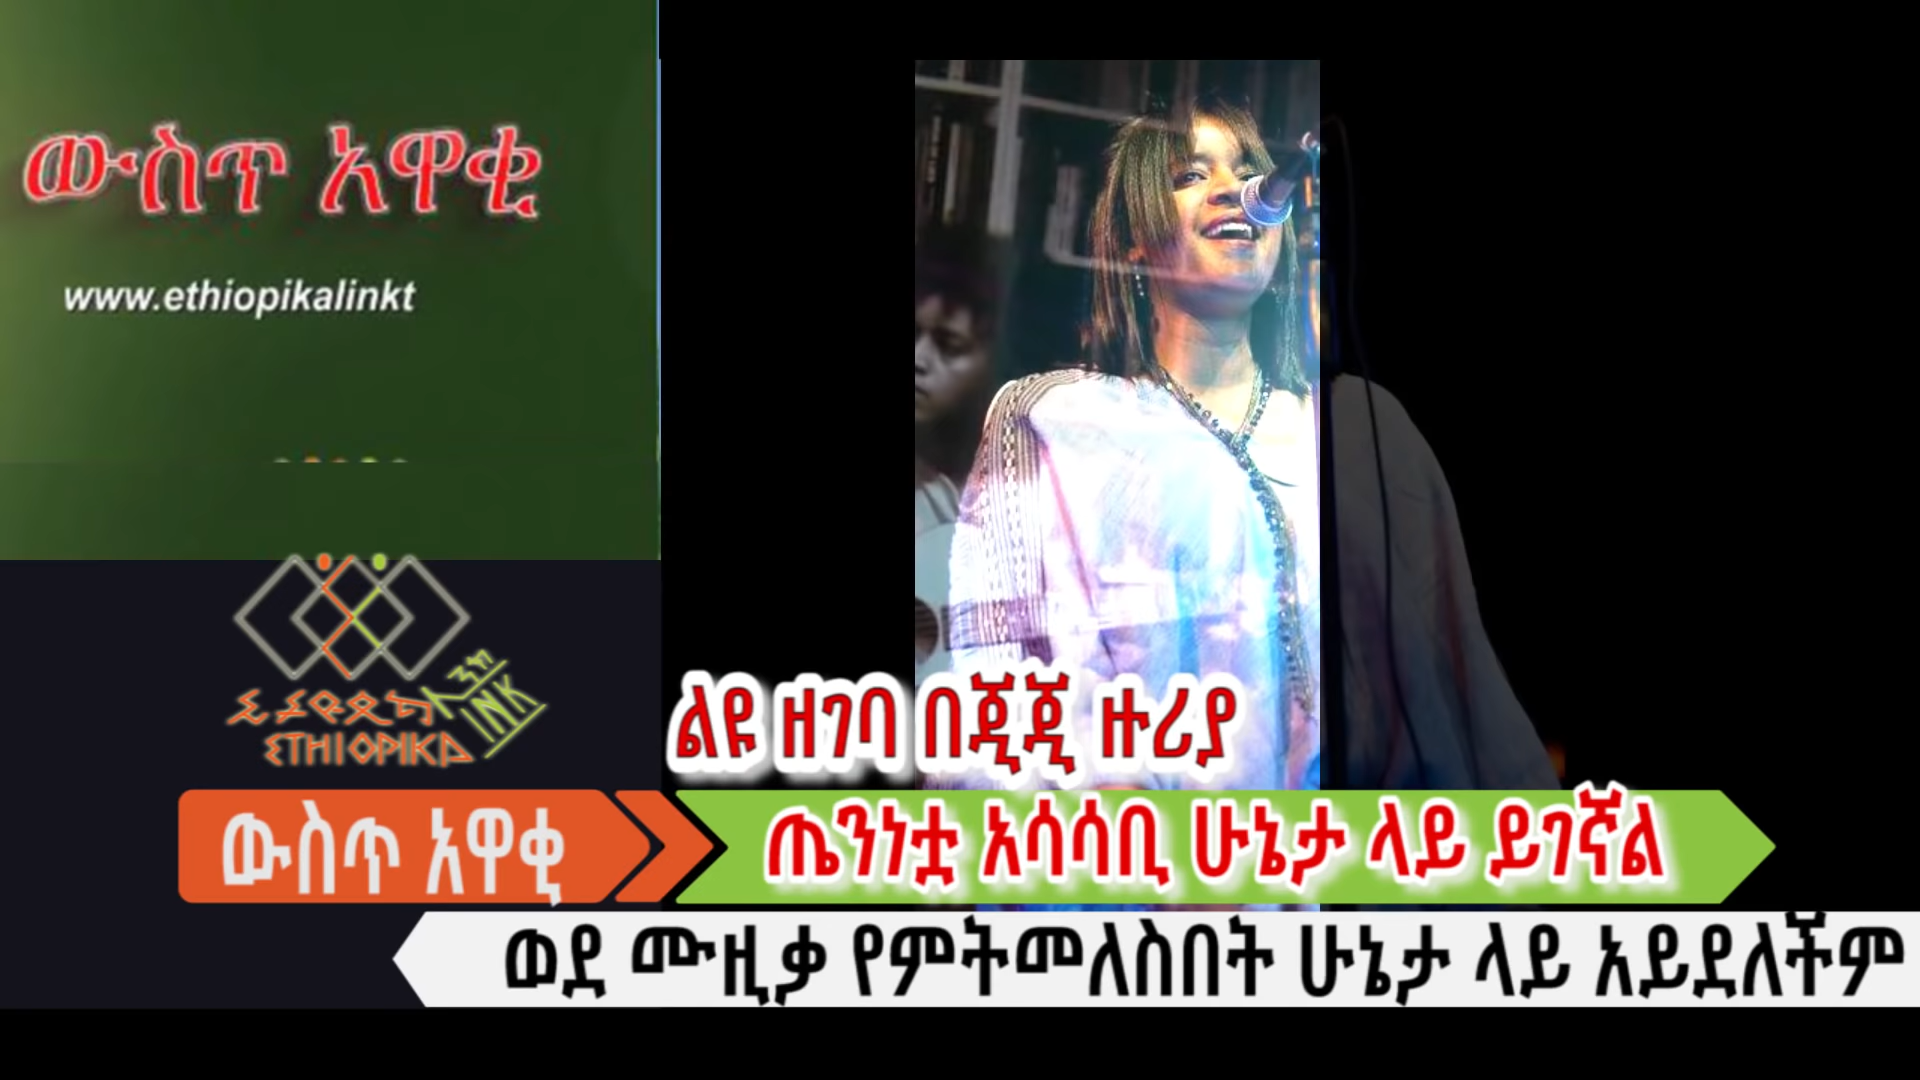 ውስጥ አዋቂ
www.ethiopikalinkt
ኢትዮጲካ ሊንክ
ETHIOPIKA LINK
ልዩ ዘገባ በጂጂ ዙሪያ
ውስጥ አዋቂ
ጤንነቷ አሳሳቢ ሁኔታ ላይ ይገኛል
ወደ ሙዚቃ የምትመለስበት ሁኔታ ላይ አይደለችም